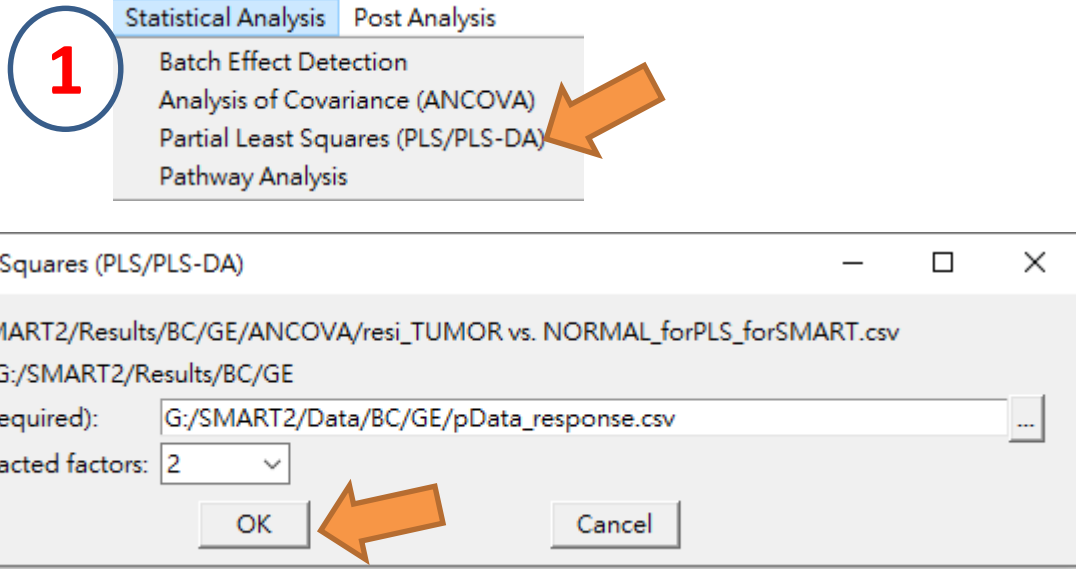 Statistical Analysis Post Analysis
1
Batch Effect Detection
Analysis of Covariance (ANCOVA)
Partial Least Squares (PLS/PLS-DA)
Pathway Analysis
Squares (PLS/PLS-DA)
MART2/Results/BC/GE/ANCOVA/resi_TUMOR vs. NORMAL_forPLS_forSMART.csv
G:/SMART2/Results/BC/GE
equired): G:/SMART2/Data/BC/GE/pData_response.csv ...
acted factors: 2
OK Cancel